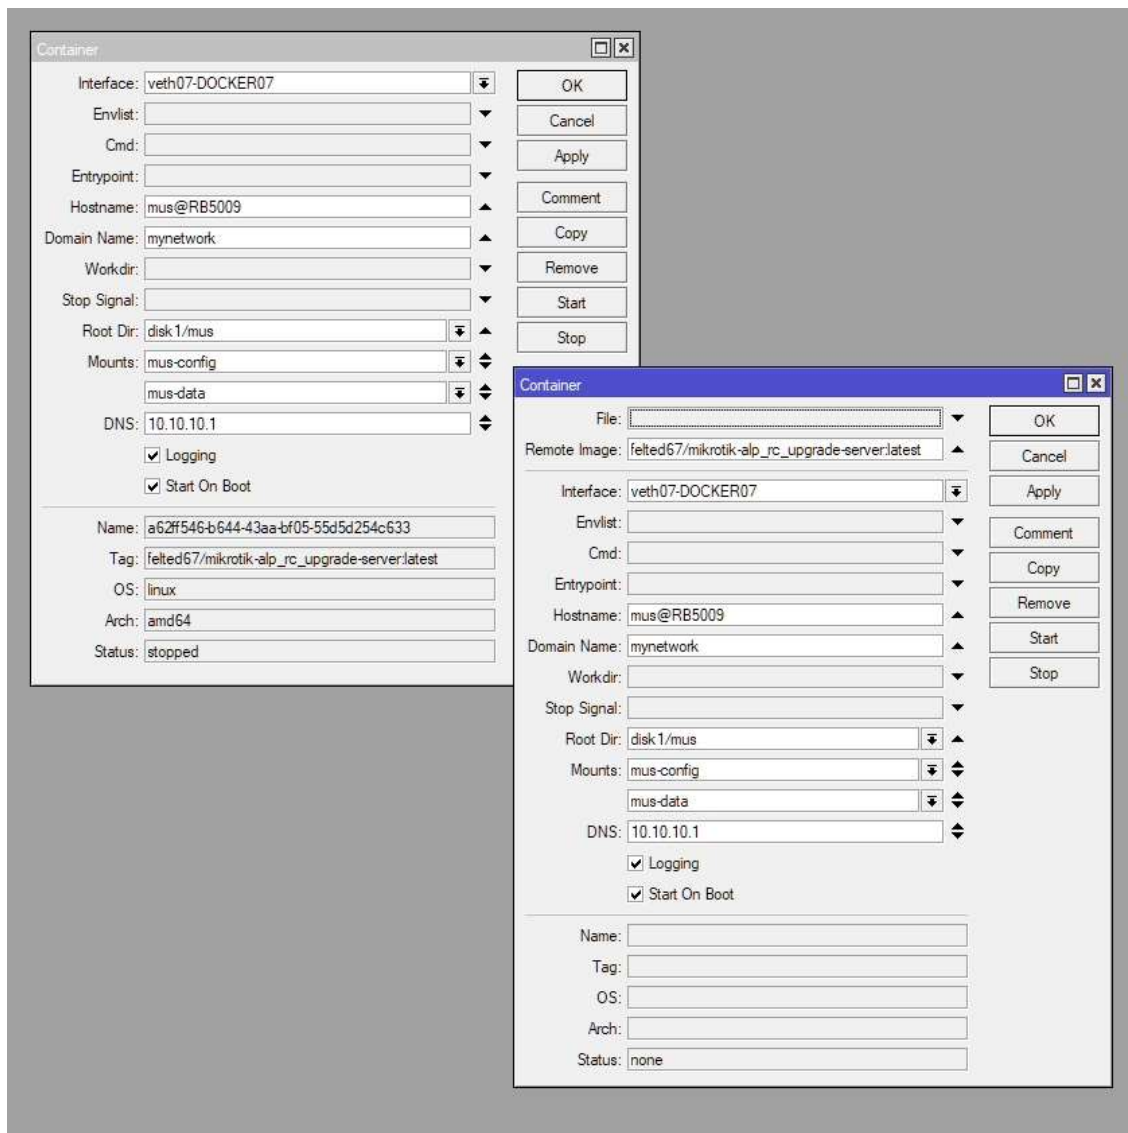 Container
Interface: veth07-DOCKER07
OK
Envlist:
Cancel
Cmd:
Apply
Entrypoint:
Hostname: mus@RB5009
Comment
Domain Name: mynetwork
Copy
Workdir:
Remove
Stop Signal:
Start
Root Dir: disk1/mus
Stop
Mounts: mus-config
mus-data
DNS: 10.10.10.1
Logging
Start On Boot
Name: a62ff546-b644-43aa-bf05-55d5d254c633
Tag: felted67/mikrotik-alp_rc_upgrade-server:latest
OS: linux
Arch: amd64
Status: stopped
Container
File:
OK
Remote Image: felted67/mikrotik-alp_rc_upgrade-server:latest
Cancel
Interface: veth07-DOCKER07
Apply
Envlist:
Comment
Cmd:
Copy
Entrypoint:
Remove
Hostname: mus@RB5009
Start
Domain Name: mynetwork
Workdir:
Stop
Stop Signal:
Root Dir: disk1/mus
Mounts: mus-config
mus-data
DNS: 10.10.10.1
Logging
Start On Boot
Name:
Tag:
OS:
Arch:
Status: none